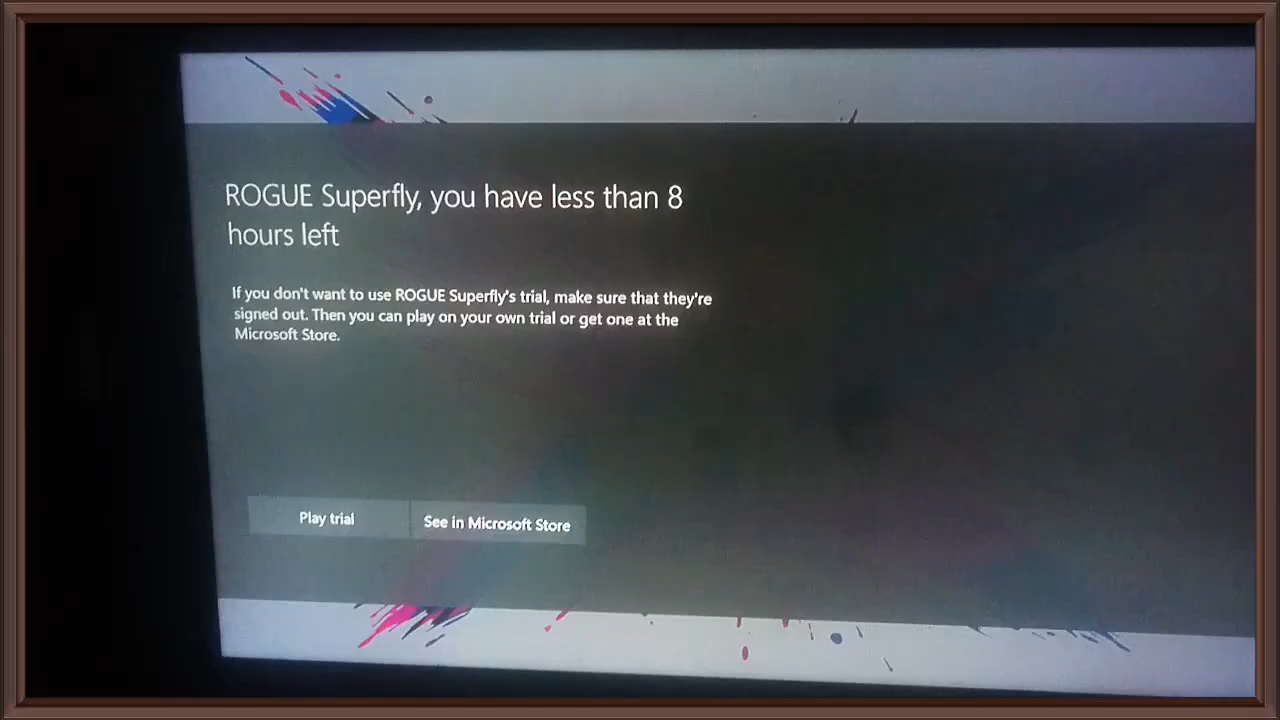 ROGUE Superfly, you have less than 8
hours left
If you don't want to use ROGUE Superfly's trial, make sure that they're
signed out. Then you can play on your own trial or get one at the
Microsoft Store.
Play trial
See in Microsoft Store